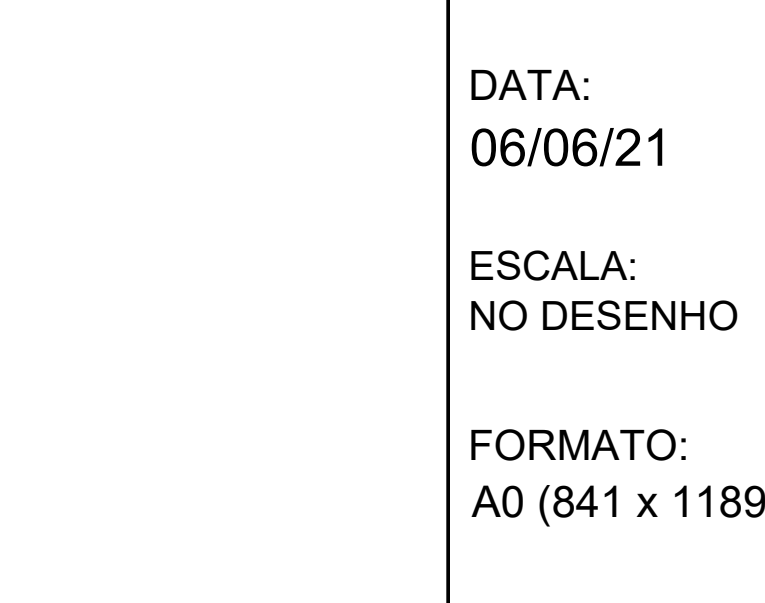 DATA:
06/06/21
ESCALA:
NO DESENHO
FORMATO:
A0 (841 x 1189